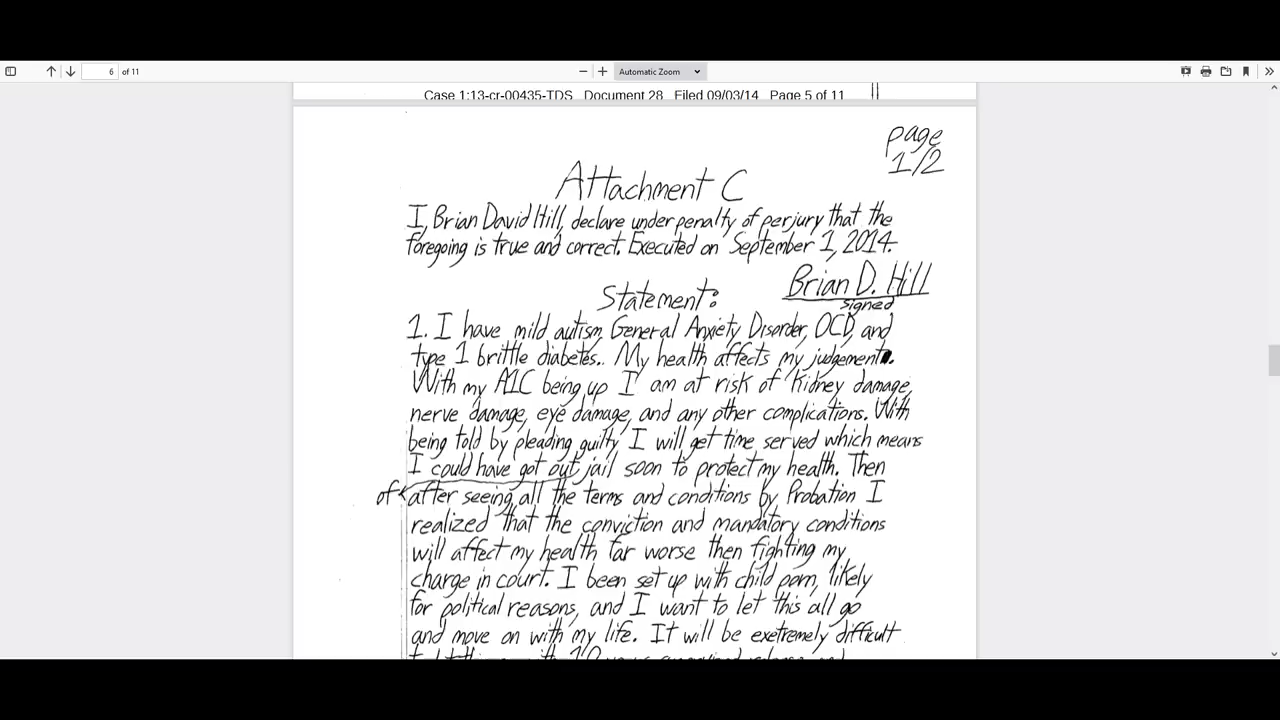 6 of 11
Automatic Zoom
Case 1:13-cr-00435-TDS Document 28 Filed 09/03/14 Page 5 of 11
page
1/2
Attachment C
I, Brian David Hill, declare under penalty of perjury that the
foregoing is true and correct. Executed on September 1, 2014.
Brian D. Hill
signed
Statement:
1. I have mild autism, General Anxiety Disorder, OCD, and
type 1 brittle diabetes.. My health affects my judgement.
With my A1C being up I am at risk of kidney damage,
nerve damage, eye damage, and any other complications. With
being told by pleading guilty I will get time served which means
I could have got out jail soon to protect my health. Then
of after seeing all the terms and conditions by Probation I
realized that the conviction and mandatory conditions
will affect my health far worse then fighting my
charge in court. I been set up with child porn, likely
for political reasons, and I want to let this all go
and move on with my life. It will be exetremely difficult